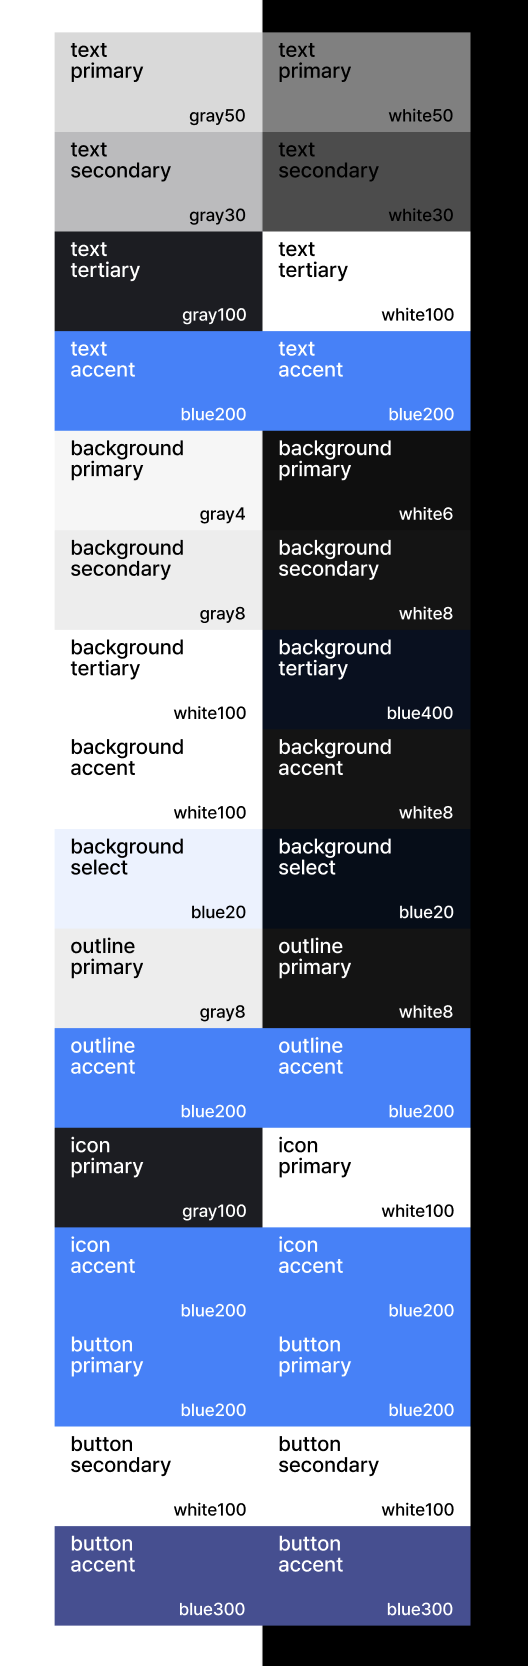 text
primary
gray50
text
primary
white50
text
secondary
gray30
text
secondary
white30
text
tertiary
gray100
text
tertiary
white100
text
accent
blue200
text
accent
blue200
background
primary
gray4
background
primary
white6
background
secondary
gray8
background
secondary
white8
background
tertiary
white100
background
tertiary
blue400
background
accent
white100
background
accent
white8
background
select
blue20
background
select
blue20
outline
primary
gray8
outline
primary
white8
outline
accent
blue200
outline
accent
blue200
icon
primary
gray100
icon
primary
white100
icon
accent
blue200
icon
accent
blue200
button
primary
blue200
button
primary
blue200
button
secondary
white100
button
secondary
white100
button
accent
blue300
button
accent
blue300